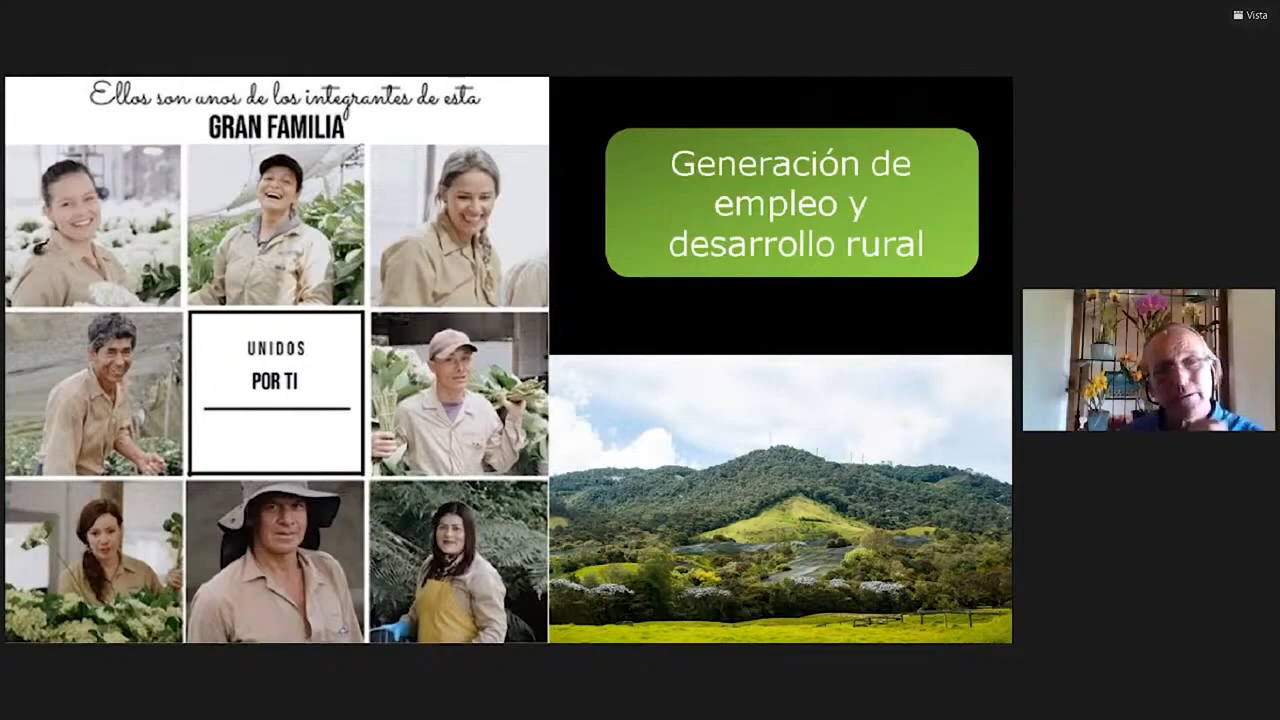 Vista
Ellos son unos de los integrantes de esta
GRAN FAMILIA
UNIDOS
POR TI
Generación de
empleo y
desarrollo rural